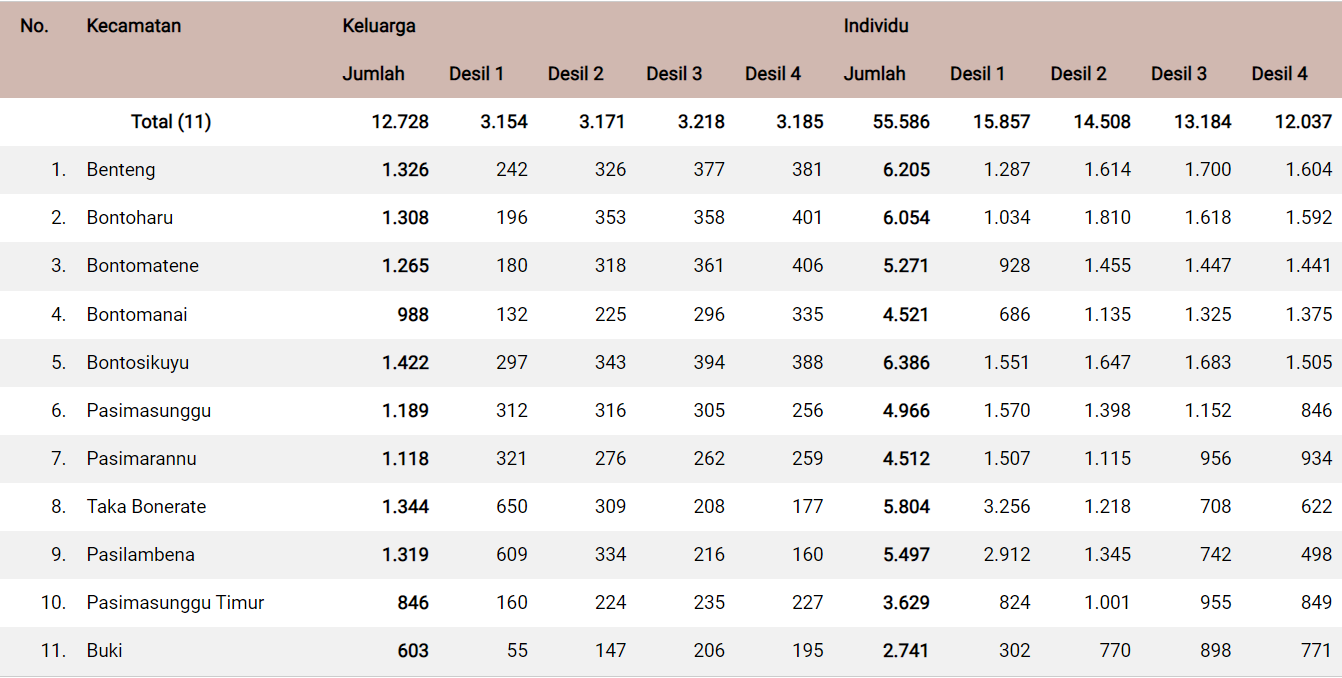 No. Kecamatan Keluarga Individu
Jumlah Desil 1 Desil 2 Desil 3 Desil 4 Jumlah Desil 1 Desil 2 Desil 3 Desil 4
Total (11) 12.728 3.154 3.171 3.218 3.185 55.586 15.857 14.508 13.184 12.037
1. Benteng 1.326 242 326 377 381 6.205 1.287 1.614 1.700 1.604
2. Bontoharu 1.308 196 353 358 401 6.054 1.034 1.810 1.618 1.592
3. Bontomatene 1.265 180 318 361 406 5.271 928 1.455 1.447 1.441
4. Bontomanai 988 132 225 296 335 4.521 686 1.135 1.325 1.375
5. Bontosikuyu 1.422 297 343 394 388 6.386 1.551 1.647 1.683 1.505
6. Pasimasunggu 1.189 312 316 305 256 4.966 1.570 1.398 1.152 846
7. Pasimarannu 1.118 321 276 262 259 4.512 1.507 1.115 956 934
8. Taka Bonerate 1.344 650 309 208 177 5.804 3.256 1.218 708 622
9. Pasilambena 1.319 609 334 216 160 5.497 2.912 1.345 742 498
10. Pasimasunggu Timur 846 160 224 235 227 3.629 824 1.001 955 849
11. Buki 603 55 147 206 195 2.741 302 770 898 771